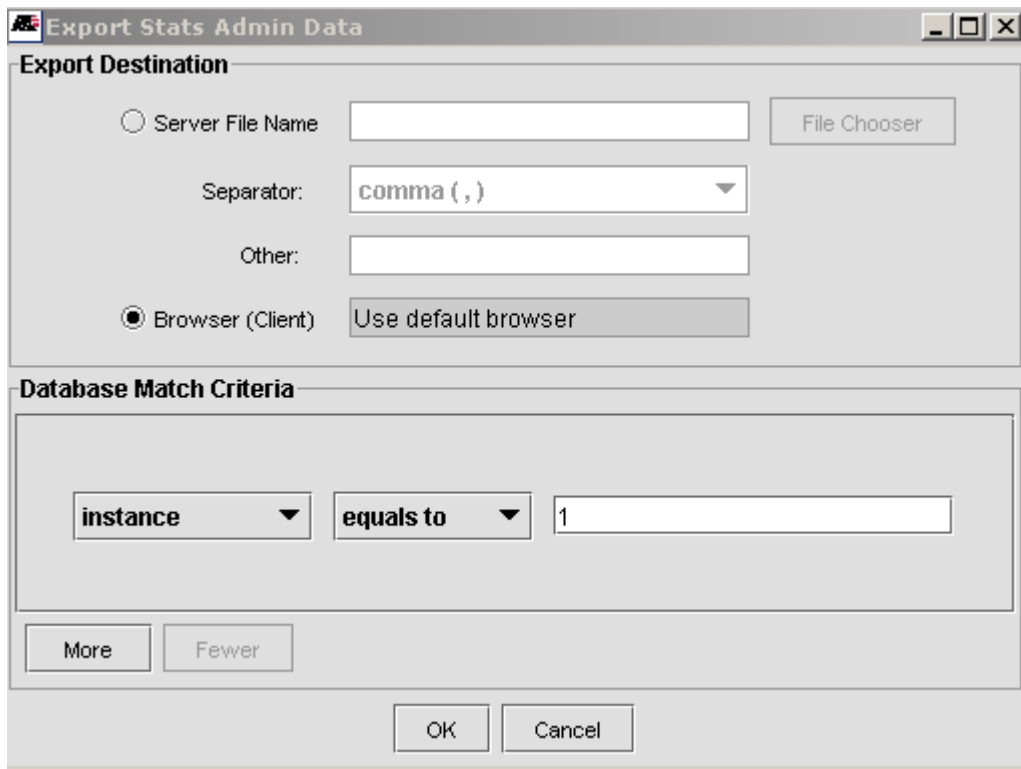 Export Stats Admin Data
Export Destination
Server File Name
File Chooser
Separator:
comma ( , )
Other:
Browser (Client)
Use default browser
Database Match Criteria
instance
equals to
1
More
Fewer
OK
Cancel